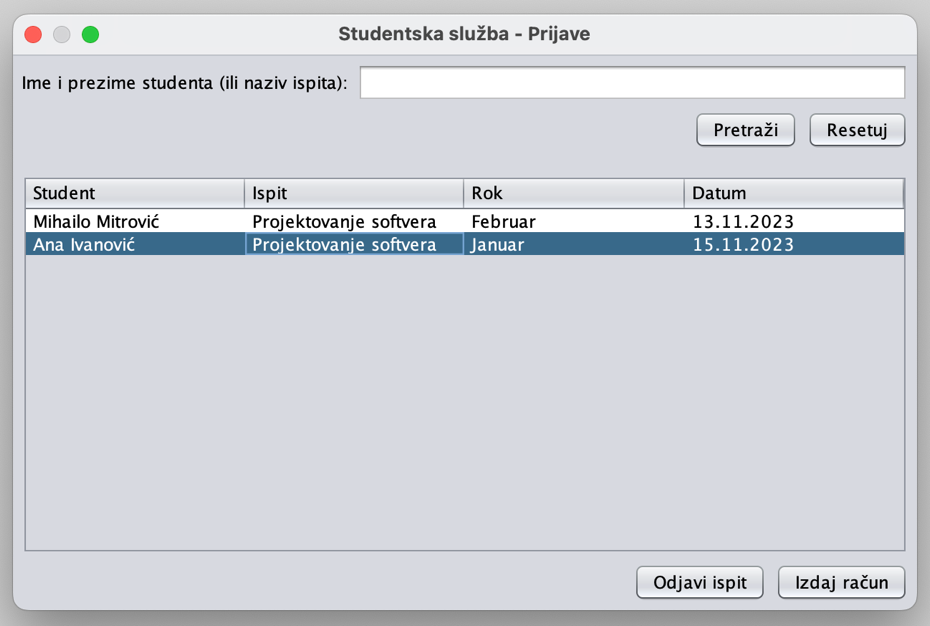 Studentska služba - Prijave
Ime i prezime studenta (ili naziv ispita):
Pretraži Resetuj
Student Ispit Rok Datum
Mihailo Mitrović Projektovanje softvera Februar 13.11.2023
Ana Ivanović Projektovanje softvera Januar 15.11.2023
Odjavi ispit Izdaj račun